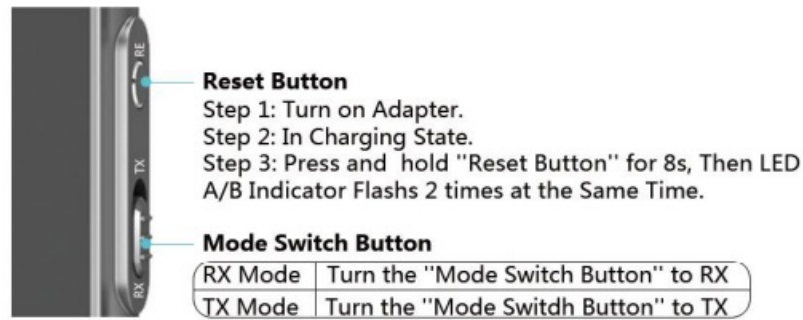 RE
Reset Button
Step 1: Turn on Adapter.
Step 2: In Charging State.
Step 3: Press and hold "Reset Button" for 8s, Then LED
A/B Indicator Flashs 2 times at the Same Time.
TX
Mode Switch Button
RX Mode Turn the "Mode Switch Button" to RX
TX Mode Turn the "Mode Switdh Button" to TX
RX